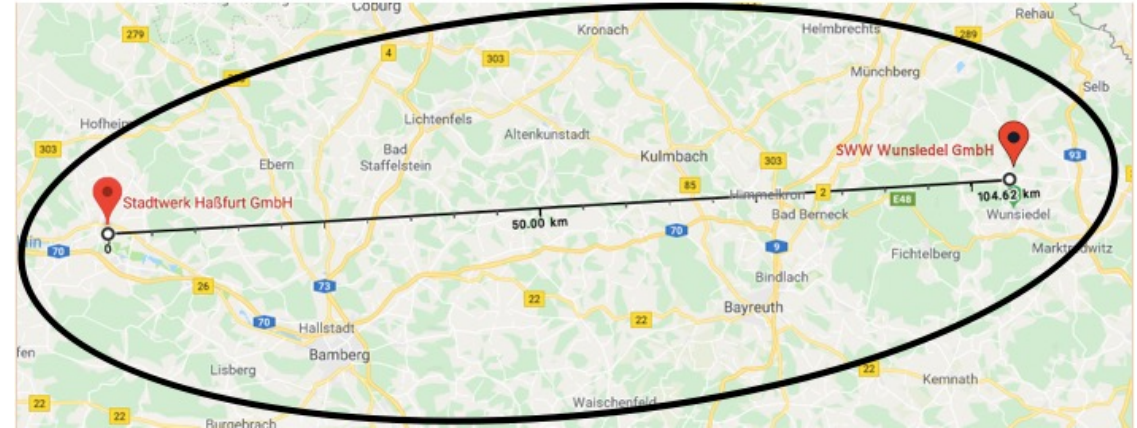 Coburg
Rehau
279
Kronach
Helmbrechts
289
4
303
Münchberg
Selb
Hofheim
Lichtenfels
Altenkunstadt
303
SWW Wunsledel GmbH
93
Ebern
Bad
Staffelstein
Kulmbach
303
85
Himmelkron
2
E48
104.62 km
Stadtwerk Haßfurt GmbH
50.00 km
Bad Berneck
Wunsiedel
0
70
70
9
Fichtelberg
Marktredwitz
26
73
Bindlach
22
22
70
Hallstadt
Bayreuth
Bamberg
Lisberg
22
Kemnath
22
22
Waischenfeld
Burgebrach